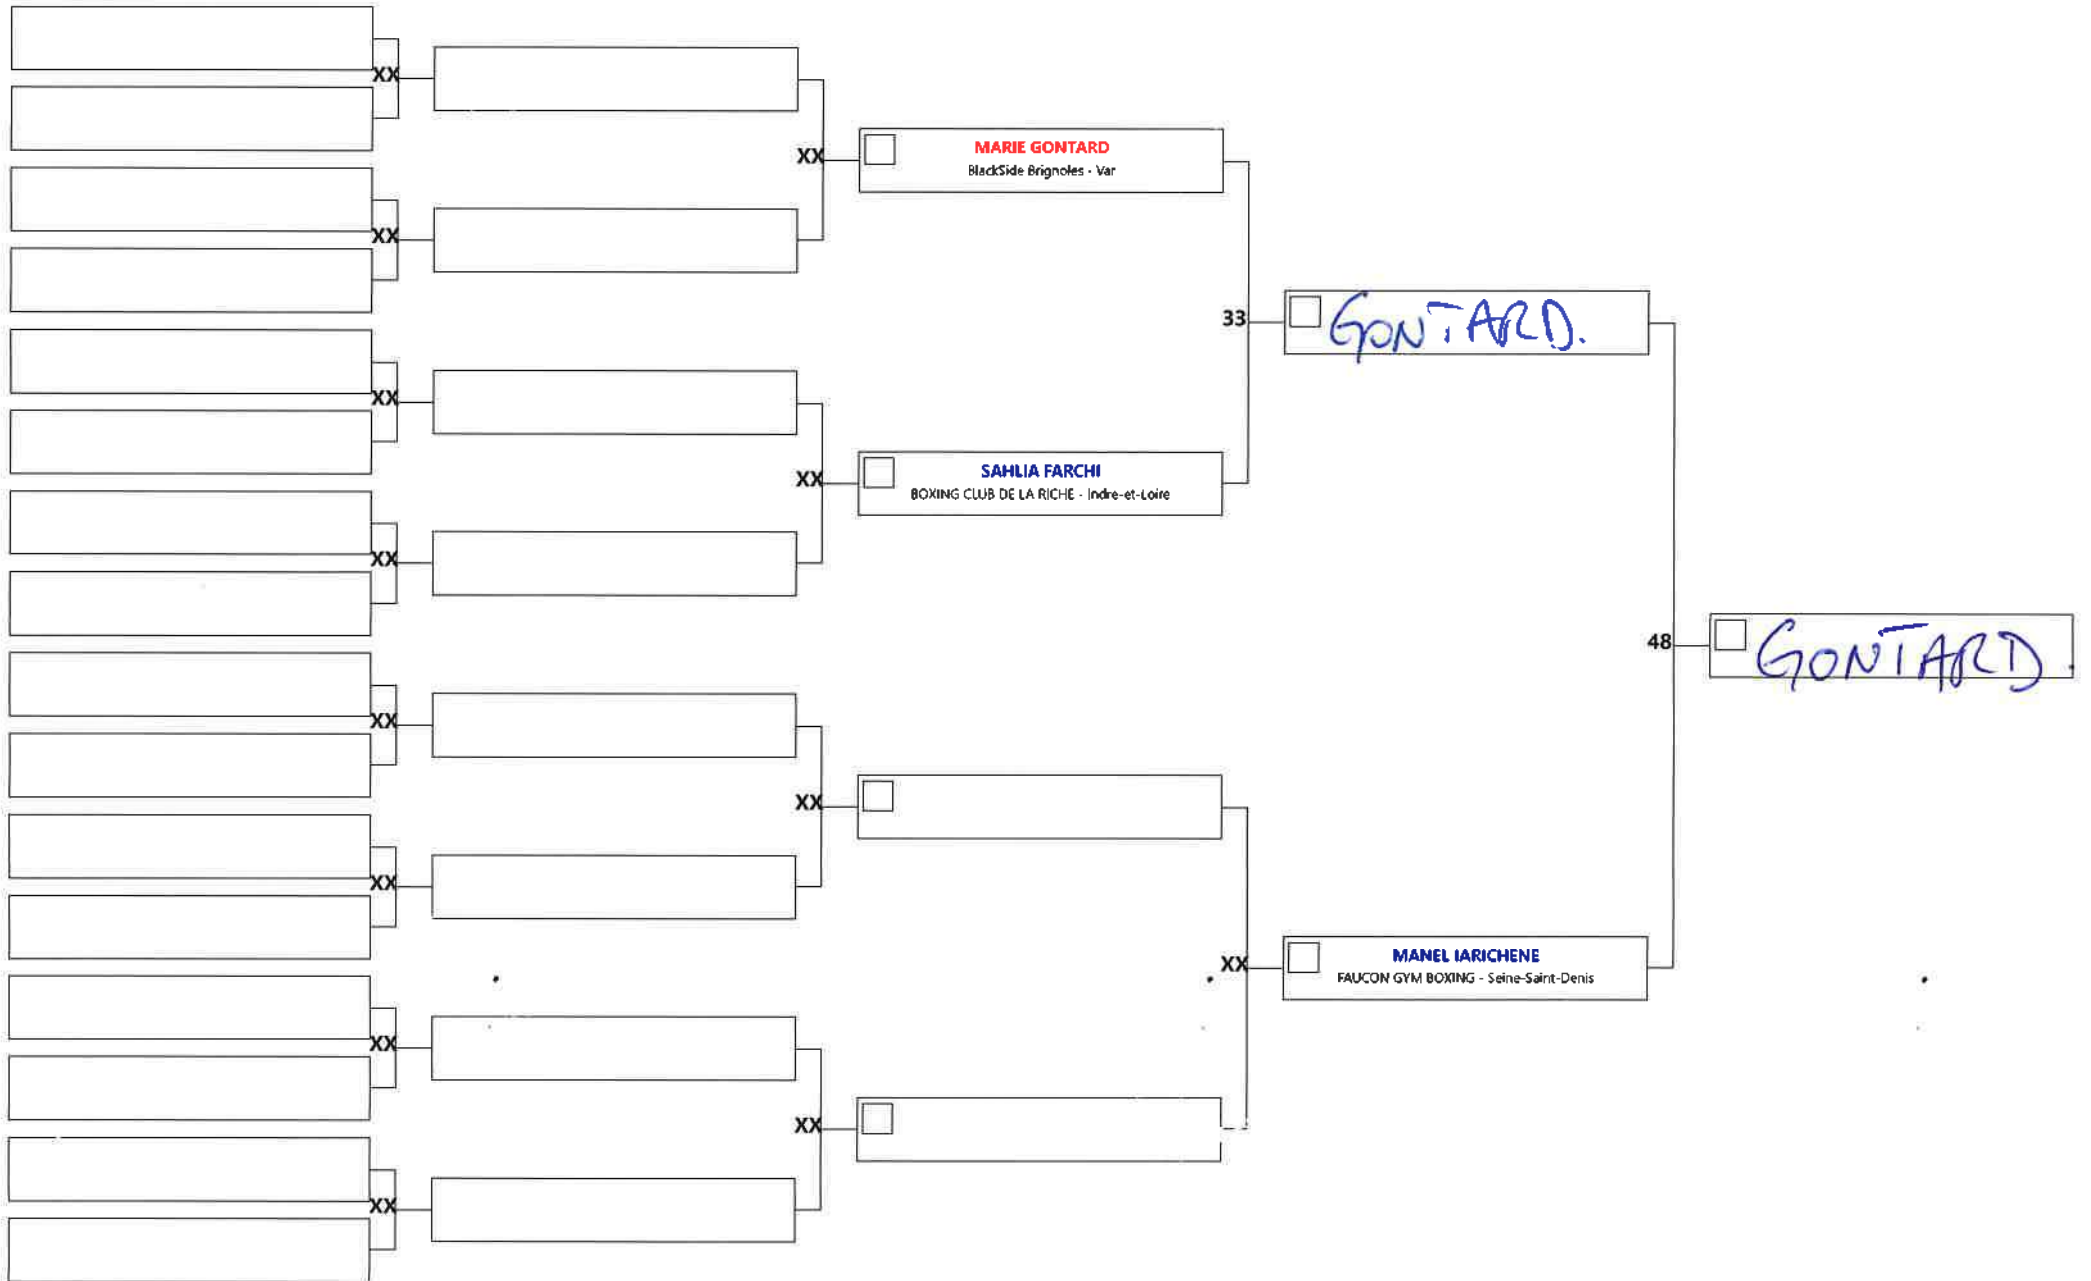 XX
XX
MARIE GONTARD
BlackSide Brignoles - Var
XX
33
GONTARD.
XX
XX
SAHLIA FARCHI
BOXING CLUB DE LA RICHE - Indre-et-Loire
XX
48
GONTARD.
XX
XX
XX
XX
MANEL IARICHENE
FAUCON GYM BOXING - Seine-Saint-Denis
XX
XX
XX